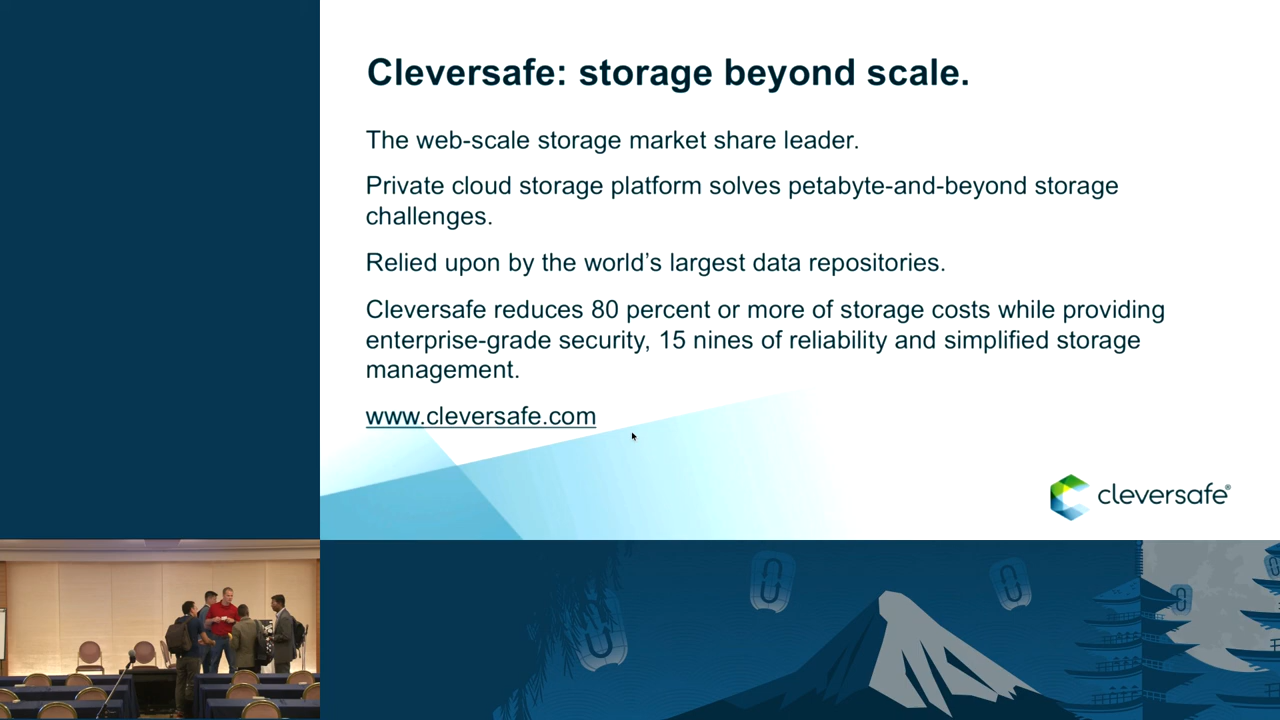 Cleversafe: storage beyond scale.
The web-scale storage market share leader.
Private cloud storage platform solves petabyte-and-beyond storage
challenges.
Relied upon by the world’s largest data repositories.
Cleversafe reduces 80 percent or more of storage costs while providing
enterprise-grade security, 15 nines of reliability and simplified storage
management.
www.cleversafe.com
cleversafe®